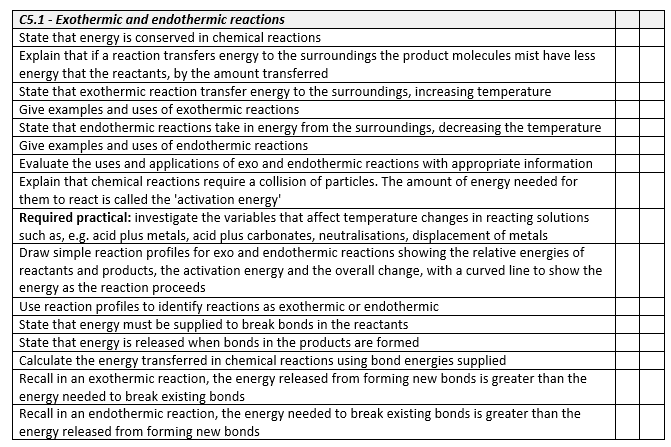 C5.1 - Exothermic and endothermic reactions
State that energy is conserved in chemical reactions
Explain that if a reaction transfers energy to the surroundings the product molecules mist have less
energy that the reactants, by the amount transferred
State that exothermic reaction transfer energy to the surroundings, increasing temperature
Give examples and uses of exothermic reactions
State that endothermic reactions take in energy from the surroundings, decreasing the temperature
Give examples and uses of endothermic reactions
Evaluate the uses and applications of exo and endothermic reactions with appropriate information
Explain that chemical reactions require a collision of particles. The amount of energy needed for
them to react is called the 'activation energy'
Required practical: investigate the variables that affect temperature changes in reacting solutions
such as, e.g. acid plus metals, acid plus carbonates, neutralisations, displacement of metals
Draw simple reaction profiles for exo and endothermic reactions showing the relative energies of
reactants and products, the activation energy and the overall change, with a curved line to show the
energy as the reaction proceeds
Use reaction profiles to identify reactions as exothermic or endothermic
State that energy must be supplied to break bonds in the reactants
State that energy is released when bonds in the products are formed
Calculate the energy transferred in chemical reactions using bond energies supplied
Recall in an exothermic reaction, the energy released from forming new bonds is greater than the
energy needed to break existing bonds
Recall in an endothermic reaction, the energy needed to break existing bonds is greater than the
energy released from forming new bonds